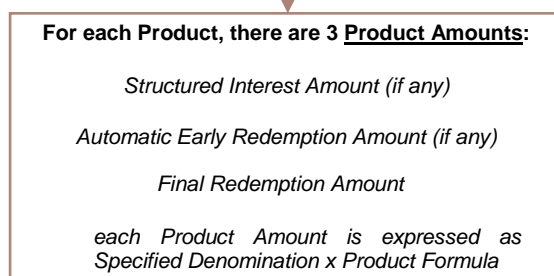 For each Product, there are 3 Product Amounts:
Structured Interest Amount (if any)
Automatic Early Redemption Amount (if any)
Final Redemption Amount
each Product Amount is expressed as
Specified Denomination x Product Formula